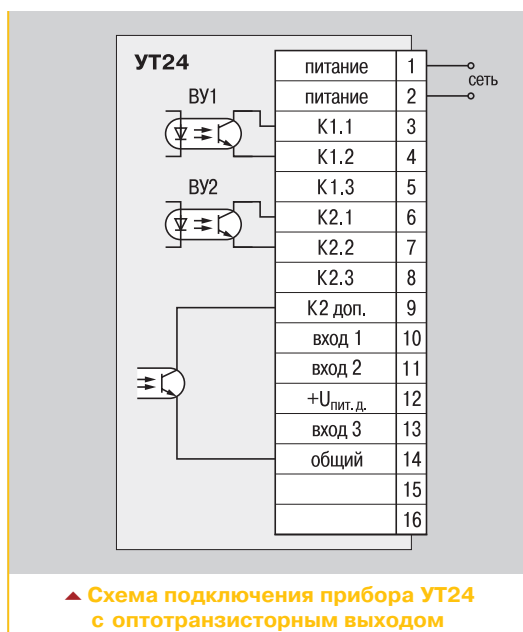 УТ24
питание 1
сеть
питание 2
ВУ1
К1.1 3
К1.2 4
К1.3 5
ВУ2
К2.1 6
К2.2 7
К2.3 8
К2 доп. 9
вход 1 10
вход 2 11
+Uпит. д. 12
вход 3 13
общий 14
15
16
Схема подключения прибора УТ24
с оптотранзисторным выходом